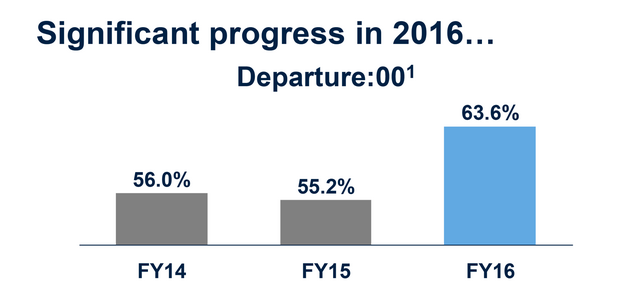 Significant progress in 2016…
Departure:00¹
63.6%
56.0%
55.2%
FY14 FY15 FY16